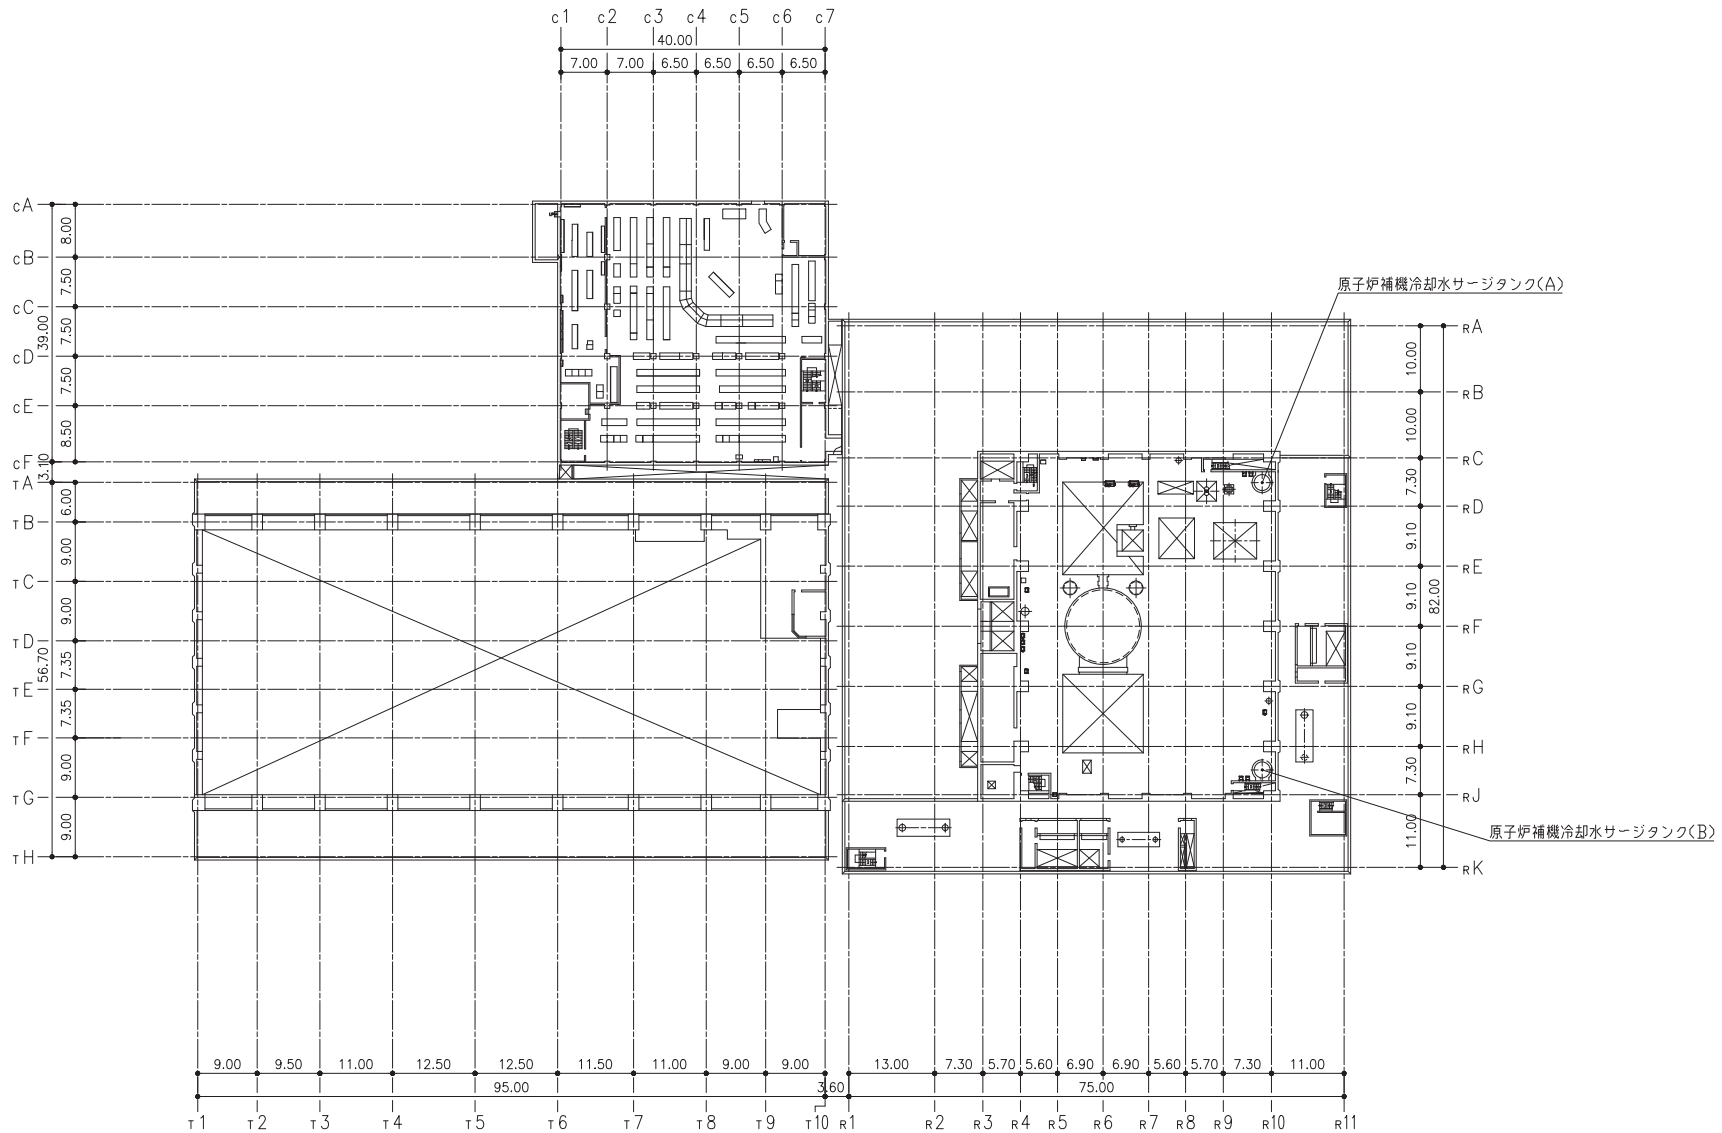 c1 c2 c3 c4 c5 c6 c7
40.00
7.00 7.00 6.50 6.50 6.50 6.50
cA
8.00
cB
7.50
cC
39.00
7.50
cD
7.50
cE
8.50
cF
3.10
TA
6.00
TB
9.00
TC
9.00
TD
56.70
7.35
TE
7.35
TF
9.00
TG
9.00
TH
原子炉補機冷却水サージタンク(A)
RA
10.00
RB
10.00
RC
7.30
RD
9.10
RE
9.10
82.00
RF
9.10
RG
9.10
RH
7.30
RJ
原子炉補機冷却水サージタンク(B)
11.00
RK
9.00 9.50 11.00 12.50 12.50 11.50 11.00 9.00 9.00 13.00 7.30 5.70 5.60 6.90 6.90 5.60 5.70 7.30 11.00
95.00 3.60 75.00
T1 T2 T3 T4 T5 T6 T7 T8 T9 T10 R1 R2 R3 R4 R5 R6 R7 R8 R9 R10 R11